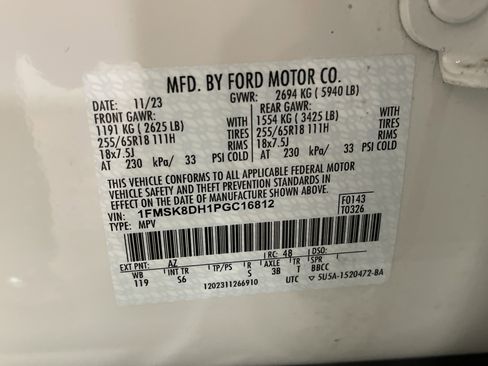 MFD. BY FORD MOTOR CO.
DATE: 11/23 GVWR: 2694 KG ( 5940 LB)
FRONT GAWR: REAR GAWR:
1191 KG ( 2625 LB) WITH 1554 KG ( 3425 LB) WITH
255/65R18 111H TIRES 255/65R18 111H TIRES
18x7.5J RIMS 18x7.5J RIMS
AT 230 kPa/ 33 PSI COLD AT 230 kPa/ 33 PSI COLD
THIS VEHICLE CONFORMS TO ALL APPLICABLE FEDERAL MOTOR
VEHICLE SAFETY AND THEFT PREVENTION STANDARDS IN
EFFECT ON THE DATE OF MANUFACTURE SHOWN ABOVE.
VIN: 1FMSK8DH1PGC16812 F0143
TYPE: MPV T0326
EXT PNT: AZ RC: 48 DSO:
WB INT TR TP/PS R AXLE TR SPR
119 S6 3B T BBCC
1202311266910 UTC 5U5A-1520472-BA